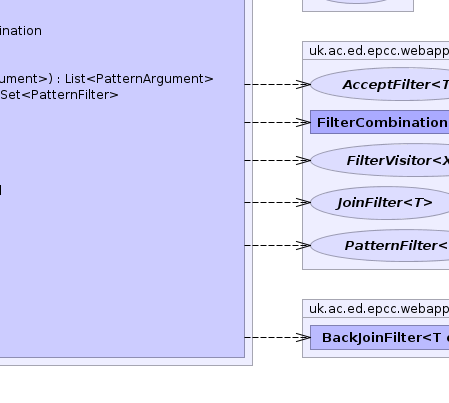 ination
ument>) : List<PatternArgument>
Set<PatternFilter>
uk.ac.ed.epcc.webapp
AcceptFilter<T
FilterCombination
FilterVisitor<X
JoinFilter<T>
PatternFilter<
uk.ac.ed.epcc.webapp
BackJoinFilter<T